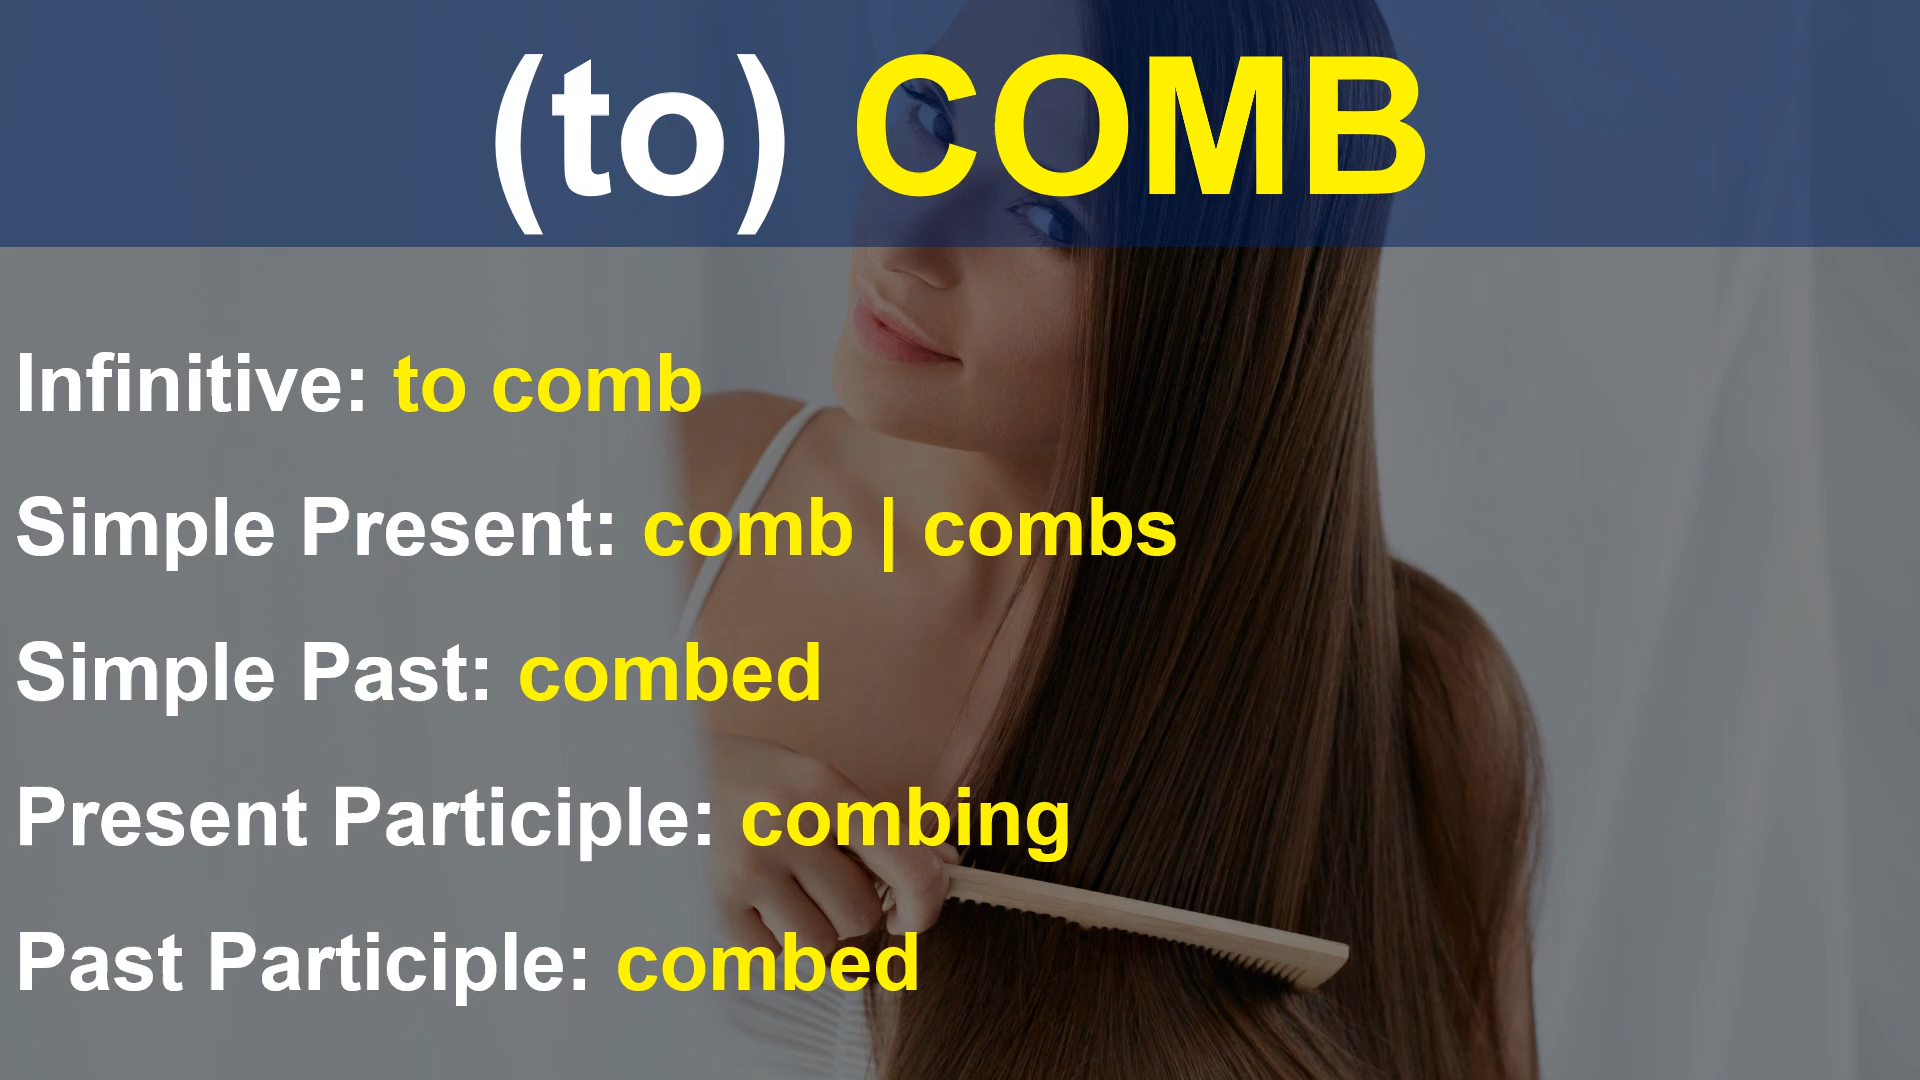 (to) COMB
Infinitive: to comb
Simple Present: comb | combs
Simple Past: combed
Present Participle: combing
Past Participle: combed